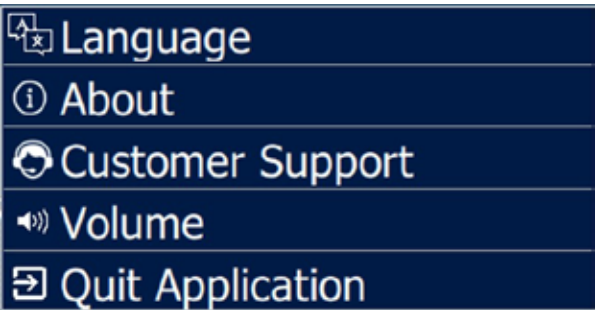 Language
About
Customer Support
Volume
Quit Application